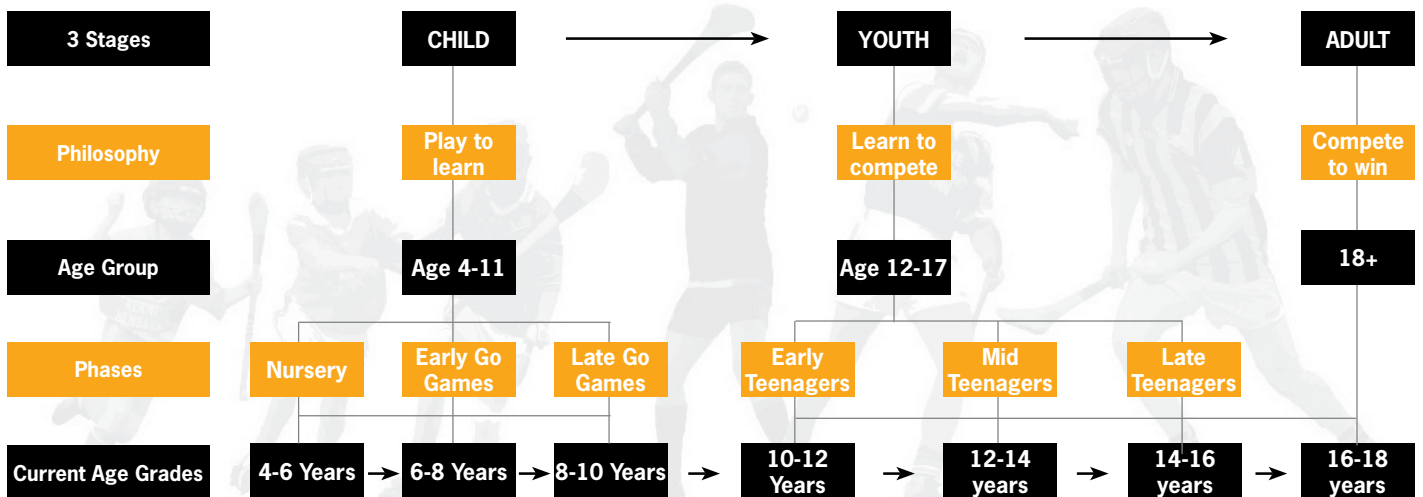 3 Stages
CHILD
YOUTH
ADULT
Philosophy
Play to
learn
Learn to
compete
Compete
to win
Age Group
Age 4-11
Age 12-17
18+
Phases
Nursery
Early Go
Games
Late Go
Games
Early
Teenagers
Mid
Teenagers
Late
Teenagers
Current Age Grades
4-6 Years
6-8 Years
8-10 Years
10-12
Years
12-14
years
14-16
years
16-18
years